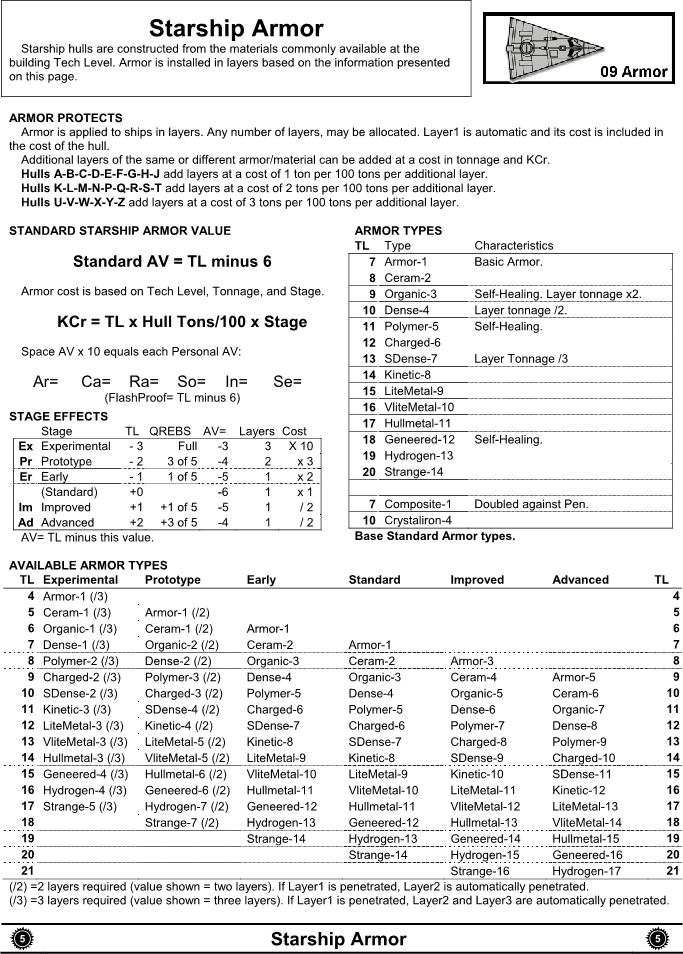 Starship Armor
Starship hulls are constructed from the materials commonly available at the
building Tech Level. Armor is installed in layers based on the information presented
on this page.
09 Armor
ARMOR PROTECTS
Armor is applied to ships in layers. Any number of layers, may be allocated. Layer1 is automatic and its cost is included in
the cost of the hull.
Additional layers of the same or different armor/material can be added at a cost in tonnage and KCr.
Hulls A-B-C-D-E-F-G-H-J add layers at a cost of 1 ton per 100 tons per additional layer.
Hulls K-L-M-N-P-Q-R-S-T add layers at a cost of 2 tons per 100 tons per additional layer.
Hulls U-V-W-X-Y-Z add layers at a cost of 3 tons per 100 tons per additional layer.
STANDARD STARSHIP ARMOR VALUE
Standard AV = TL minus 6
Armor cost is based on Tech Level, Tonnage, and Stage.
KCr = TL x Hull Tons/100 x Stage
Space AV x 10 equals each Personal AV:
Ar= Ca= Ra= So= In= Se=
(FlashProof= TL minus 6)
STAGE EFFECTS
Stage TL QREBS AV= Layers Cost
Ex Experimental - 3 Full -3 3 X 10
Pr Prototype - 2 3 of 5 -4 2 x 3
Er Early - 1 1 of 5 -5 1 x 2
(Standard) +0 -6 1 x 1
Im Improved +1 +1 of 5 -5 1 / 2
Ad Advanced +2 +3 of 5 -4 1 / 2
AV= TL minus this value.
ARMOR TYPES
TL Type Characteristics
7 Armor-1 Basic Armor.
8 Ceram-2
9 Organic-3 Self-Healing. Layer tonnage x2.
10 Dense-4 Layer tonnage /2.
11 Polymer-5 Self-Healing.
12 Charged-6
13 SDense-7 Layer Tonnage /3
14 Kinetic-8
15 LiteMetal-9
16 VliteMetal-10
17 Hullmetal-11
18 Geneered-12 Self-Healing.
19 Hydrogen-13
20 Strange-14
7 Composite-1 Doubled against Pen.
10 Crystaliron-4
Base Standard Armor types.
AVAILABLE ARMOR TYPES
TL Experimental Prototype Early Standard Improved Advanced TL
4 Armor-1 (/3) 4
5 Ceram-1 (/3) Armor-1 (/2) 5
6 Organic-1 (/3) Ceram-1 (/2) Armor-1 6
7 Dense-1 (/3) Organic-2 (/2) Ceram-2 Armor-1 7
8 Polymer-2 (/3) Dense-2 (/2) Organic-3 Ceram-2 Armor-3 8
9 Charged-2 (/3) Polymer-3 (/2) Dense-4 Organic-3 Ceram-4 Armor-5 9
10 SDense-2 (/3) Charged-3 (/2) Polymer-5 Dense-4 Organic-5 Ceram-6 10
11 Kinetic-3 (/3) SDense-4 (/2) Charged-6 Polymer-5 Dense-6 Organic-7 11
12 LiteMetal-3 (/3) Kinetic-4 (/2) SDense-7 Charged-6 Polymer-7 Dense-8 12
13 VliteMetal-3 (/3) LiteMetal-5 (/2) Kinetic-8 SDense-7 Charged-8 Polymer-9 13
14 Hullmetal-3 (/3) VliteMetal-5 (/2) LiteMetal-9 Kinetic-8 SDense-9 Charged-10 14
15 Geneered-4 (/3) Hullmetal-6 (/2) VliteMetal-10 LiteMetal-9 Kinetic-10 SDense-11 15
16 Hydrogen-4 (/3) Geneered-6 (/2) Hullmetal-11 VliteMetal-10 LiteMetal-11 Kinetic-12 16
17 Strange-5 (/3) Hydrogen-7 (/2) Geneered-12 Hullmetal-11 VliteMetal-12 LiteMetal-13 17
18 Strange-7 (/2) Hydrogen-13 Geneered-12 Hullmetal-13 VliteMetal-14 18
19 Strange-14 Hydrogen-13 Geneered-14 Hullmetal-15 19
20 Strange-14 Hydrogen-15 Geneered-16 20
21 Strange-16 Hydrogen-17 21
(/2) =2 layers required (value shown = two layers). If Layer1 is penetrated, Layer2 is automatically penetrated.
(/3) =3 layers required (value shown = three layers). If Layer1 is penetrated, Layer2 and Layer3 are automatically penetrated.
5 Starship Armor 5